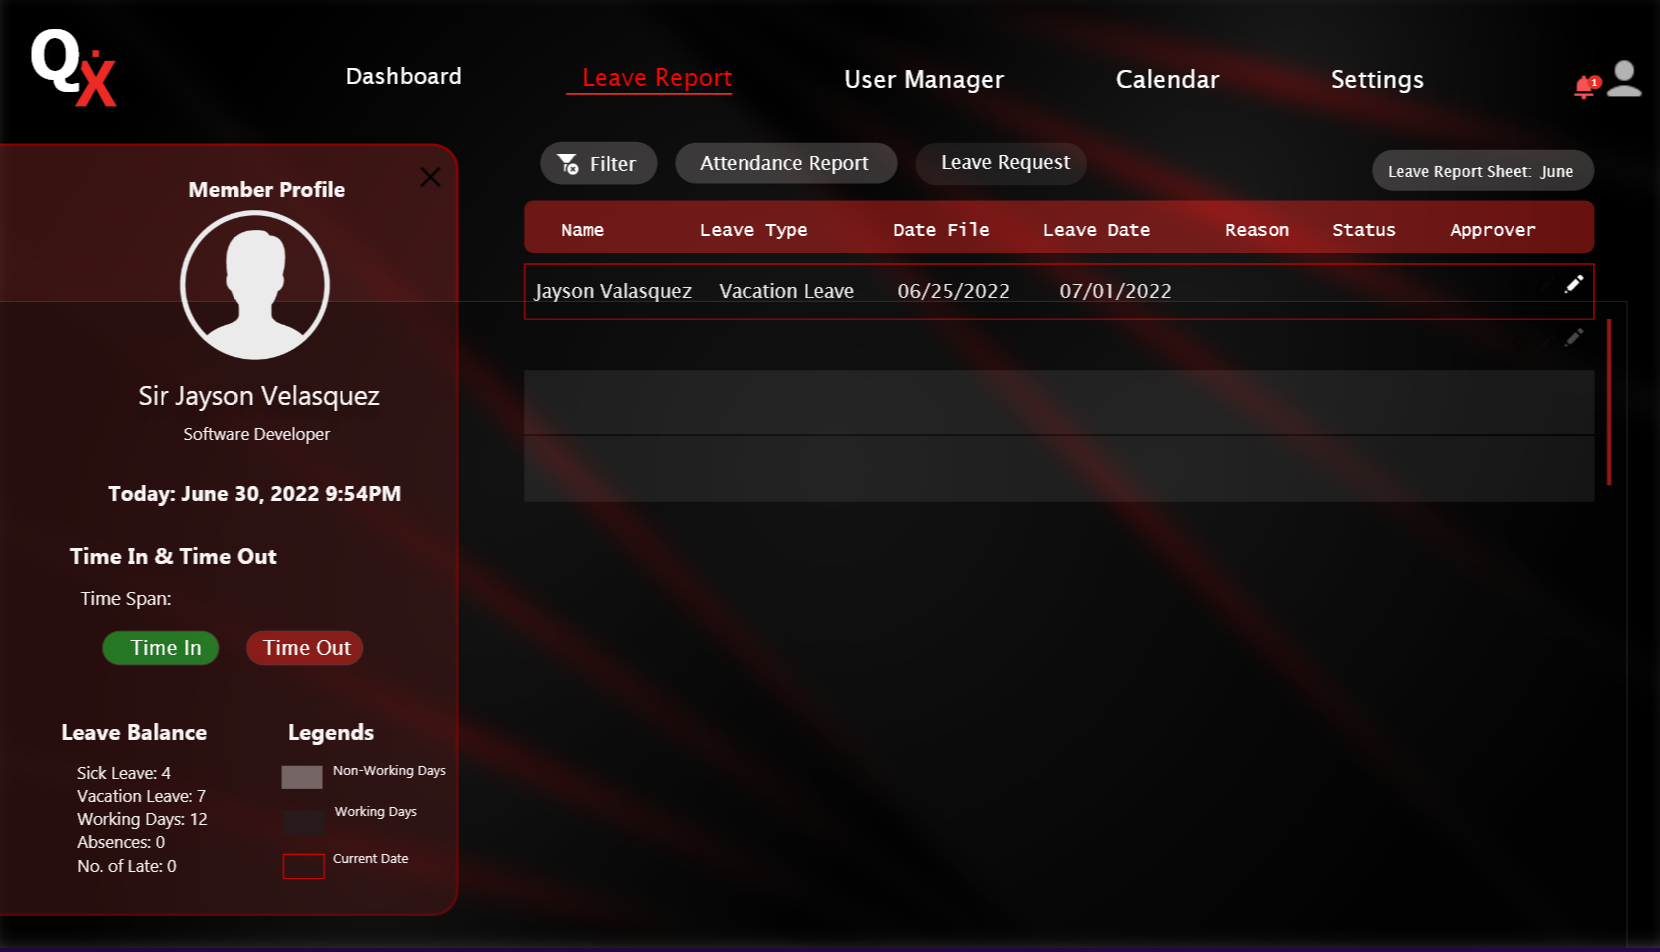 QX
Dashboard
Leave Report
User Manager
Calendar
Settings
1
Member Profile
Sir Jayson Velasquez
Software Developer
Today: June 30, 2022 9:54PM
Time In & Time Out
Time Span:
Time In
Time Out
Leave Balance
Sick Leave: 4
Vacation Leave: 7
Working Days: 12
Absences: 0
No. of Late: 0
Legends
Non-Working Days
Working Days
Current Date
Filter
Attendance Report
Leave Request
Leave Report Sheet: June
Name Leave Type Date File Leave Date Reason Status Approver
Jayson Valasquez Vacation Leave 06/25/2022 07/01/2022